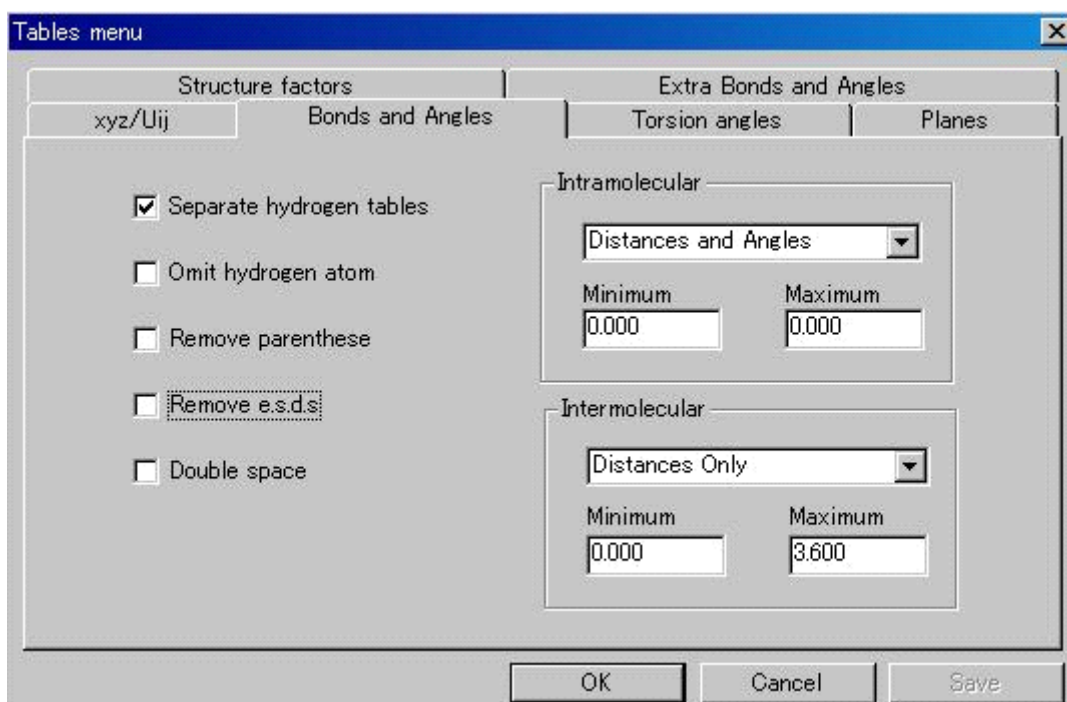 Tables menu
Structure factors
Extra Bonds and Angles
xyz/Uij
Bonds and Angles
Torsion angles
Planes
Separate hydrogen tables
Omit hydrogen atom
Remove parenthese
Remove e.s.d.s
Double space
Intramolecular
Distances and Angles
Minimum
Maximum
0.000
0.000
Intermolecular
Distances Only
Minimum
Maximum
0.000
3.600
OK
Cancel
Save